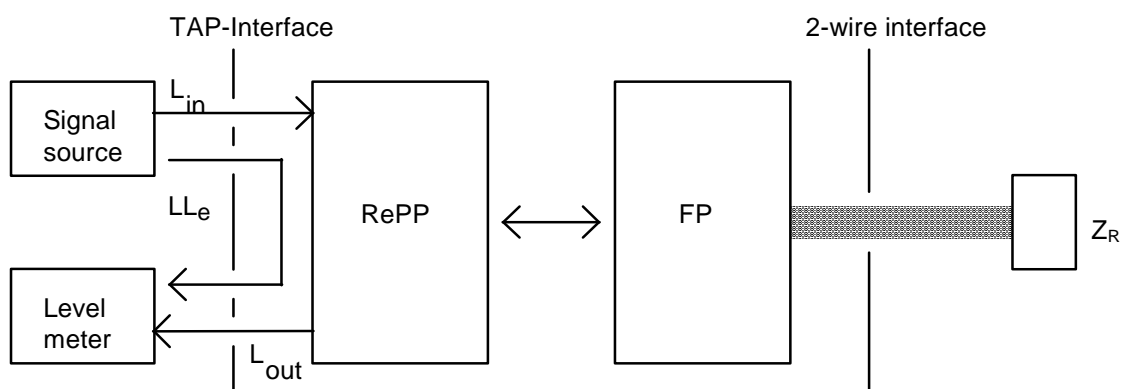 TAP-Interface
2-wire interface
Lin
Signal
source
LLe
RePP
FP
ZR
Level
meter
Lout